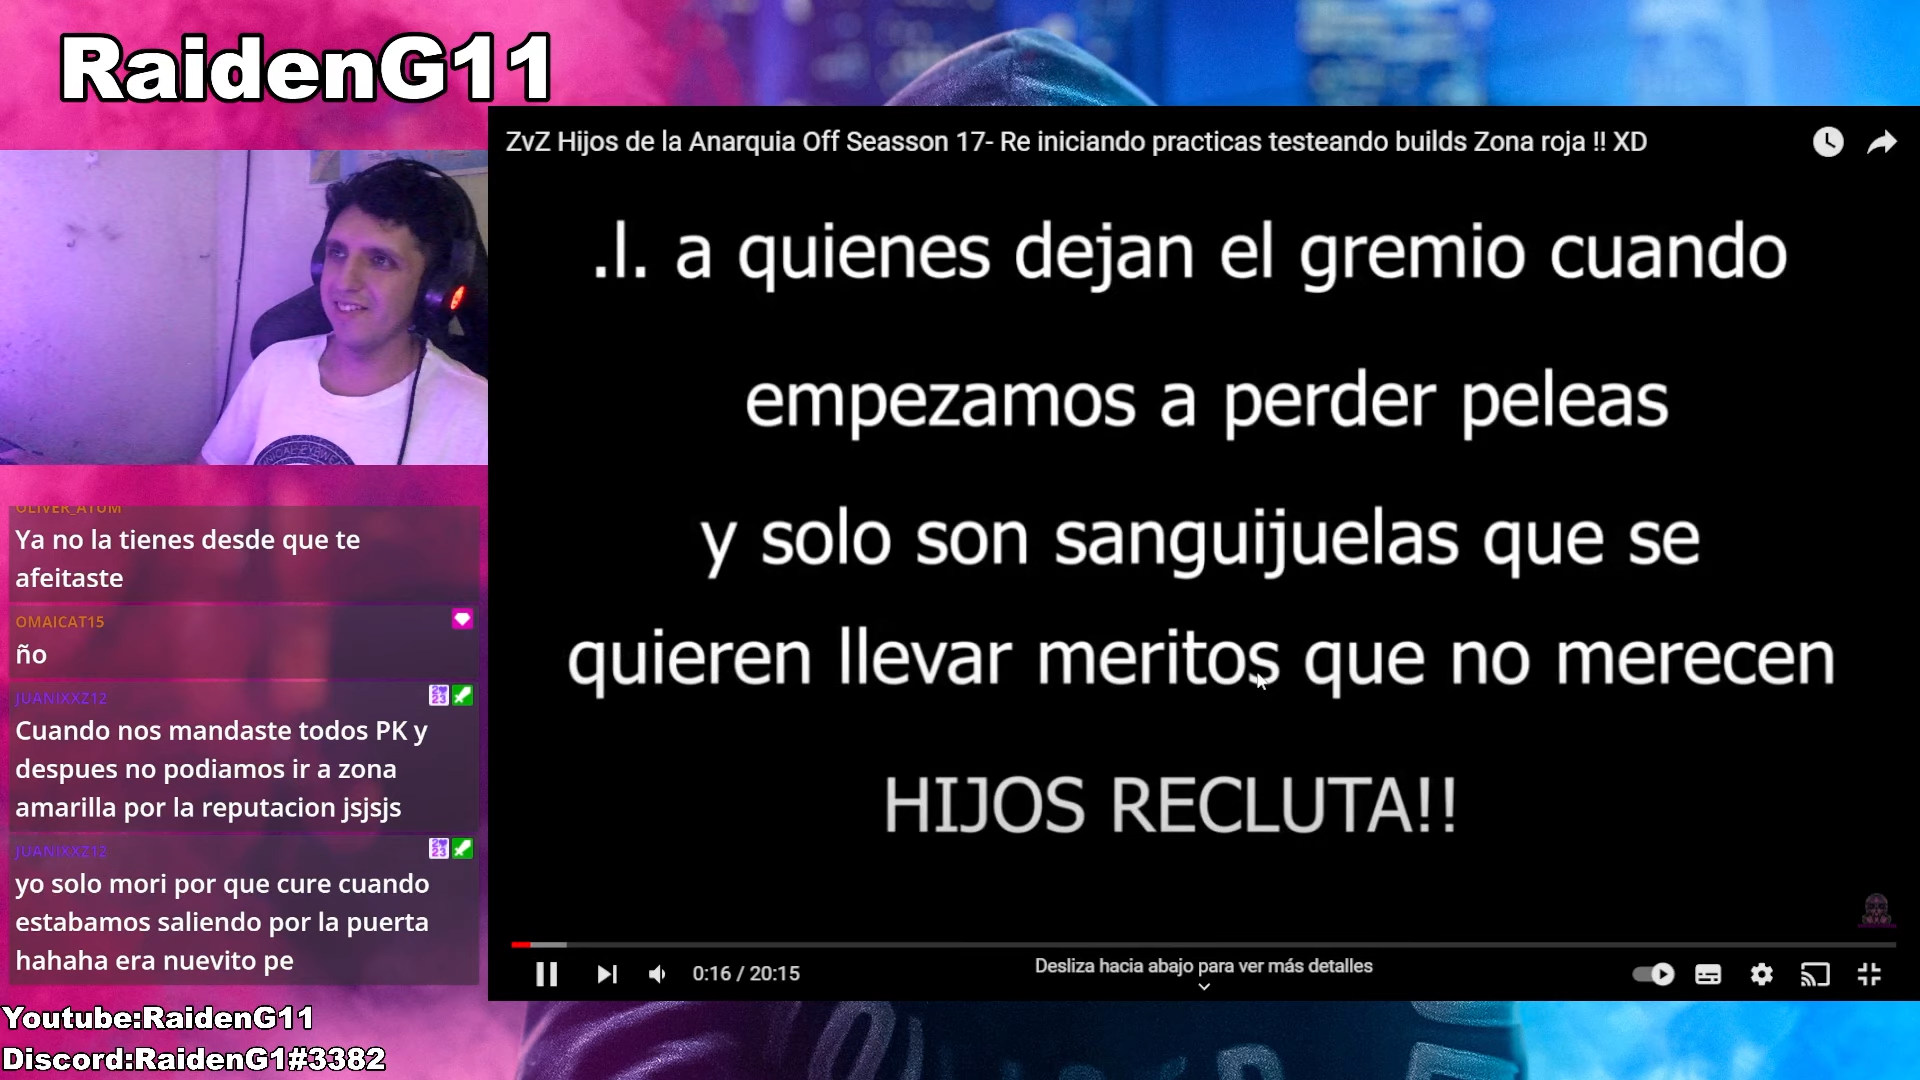 RaidenG11
ZvZ Hijos de la Anarquia Off Seasson 17- Re iniciando practicas testeando builds Zona roja !! XD
.l. a quienes dejan el gremio cuando
empezamos a perder peleas
y solo son sanguijuelas que se
quieren llevar meritos que no merecen
HIJOS RECLUTA!!
0:16 / 20:15
Desliza hacia abajo para ver más detalles
OLIVER_ATUM
Ya no la tienes desde que te
afeitaste
OMAICAT15
ño
JUANIXXZ12
Cuando nos mandaste todos PK y
despues no podiamos ir a zona
amarilla por la reputacion jsjsjs
JUANIXXZ12
yo solo mori por que cure cuando
estabamos saliendo por la puerta
hahaha era nuevito pe
Youtube:RaidenG11
Discord:RaidenG1#3382